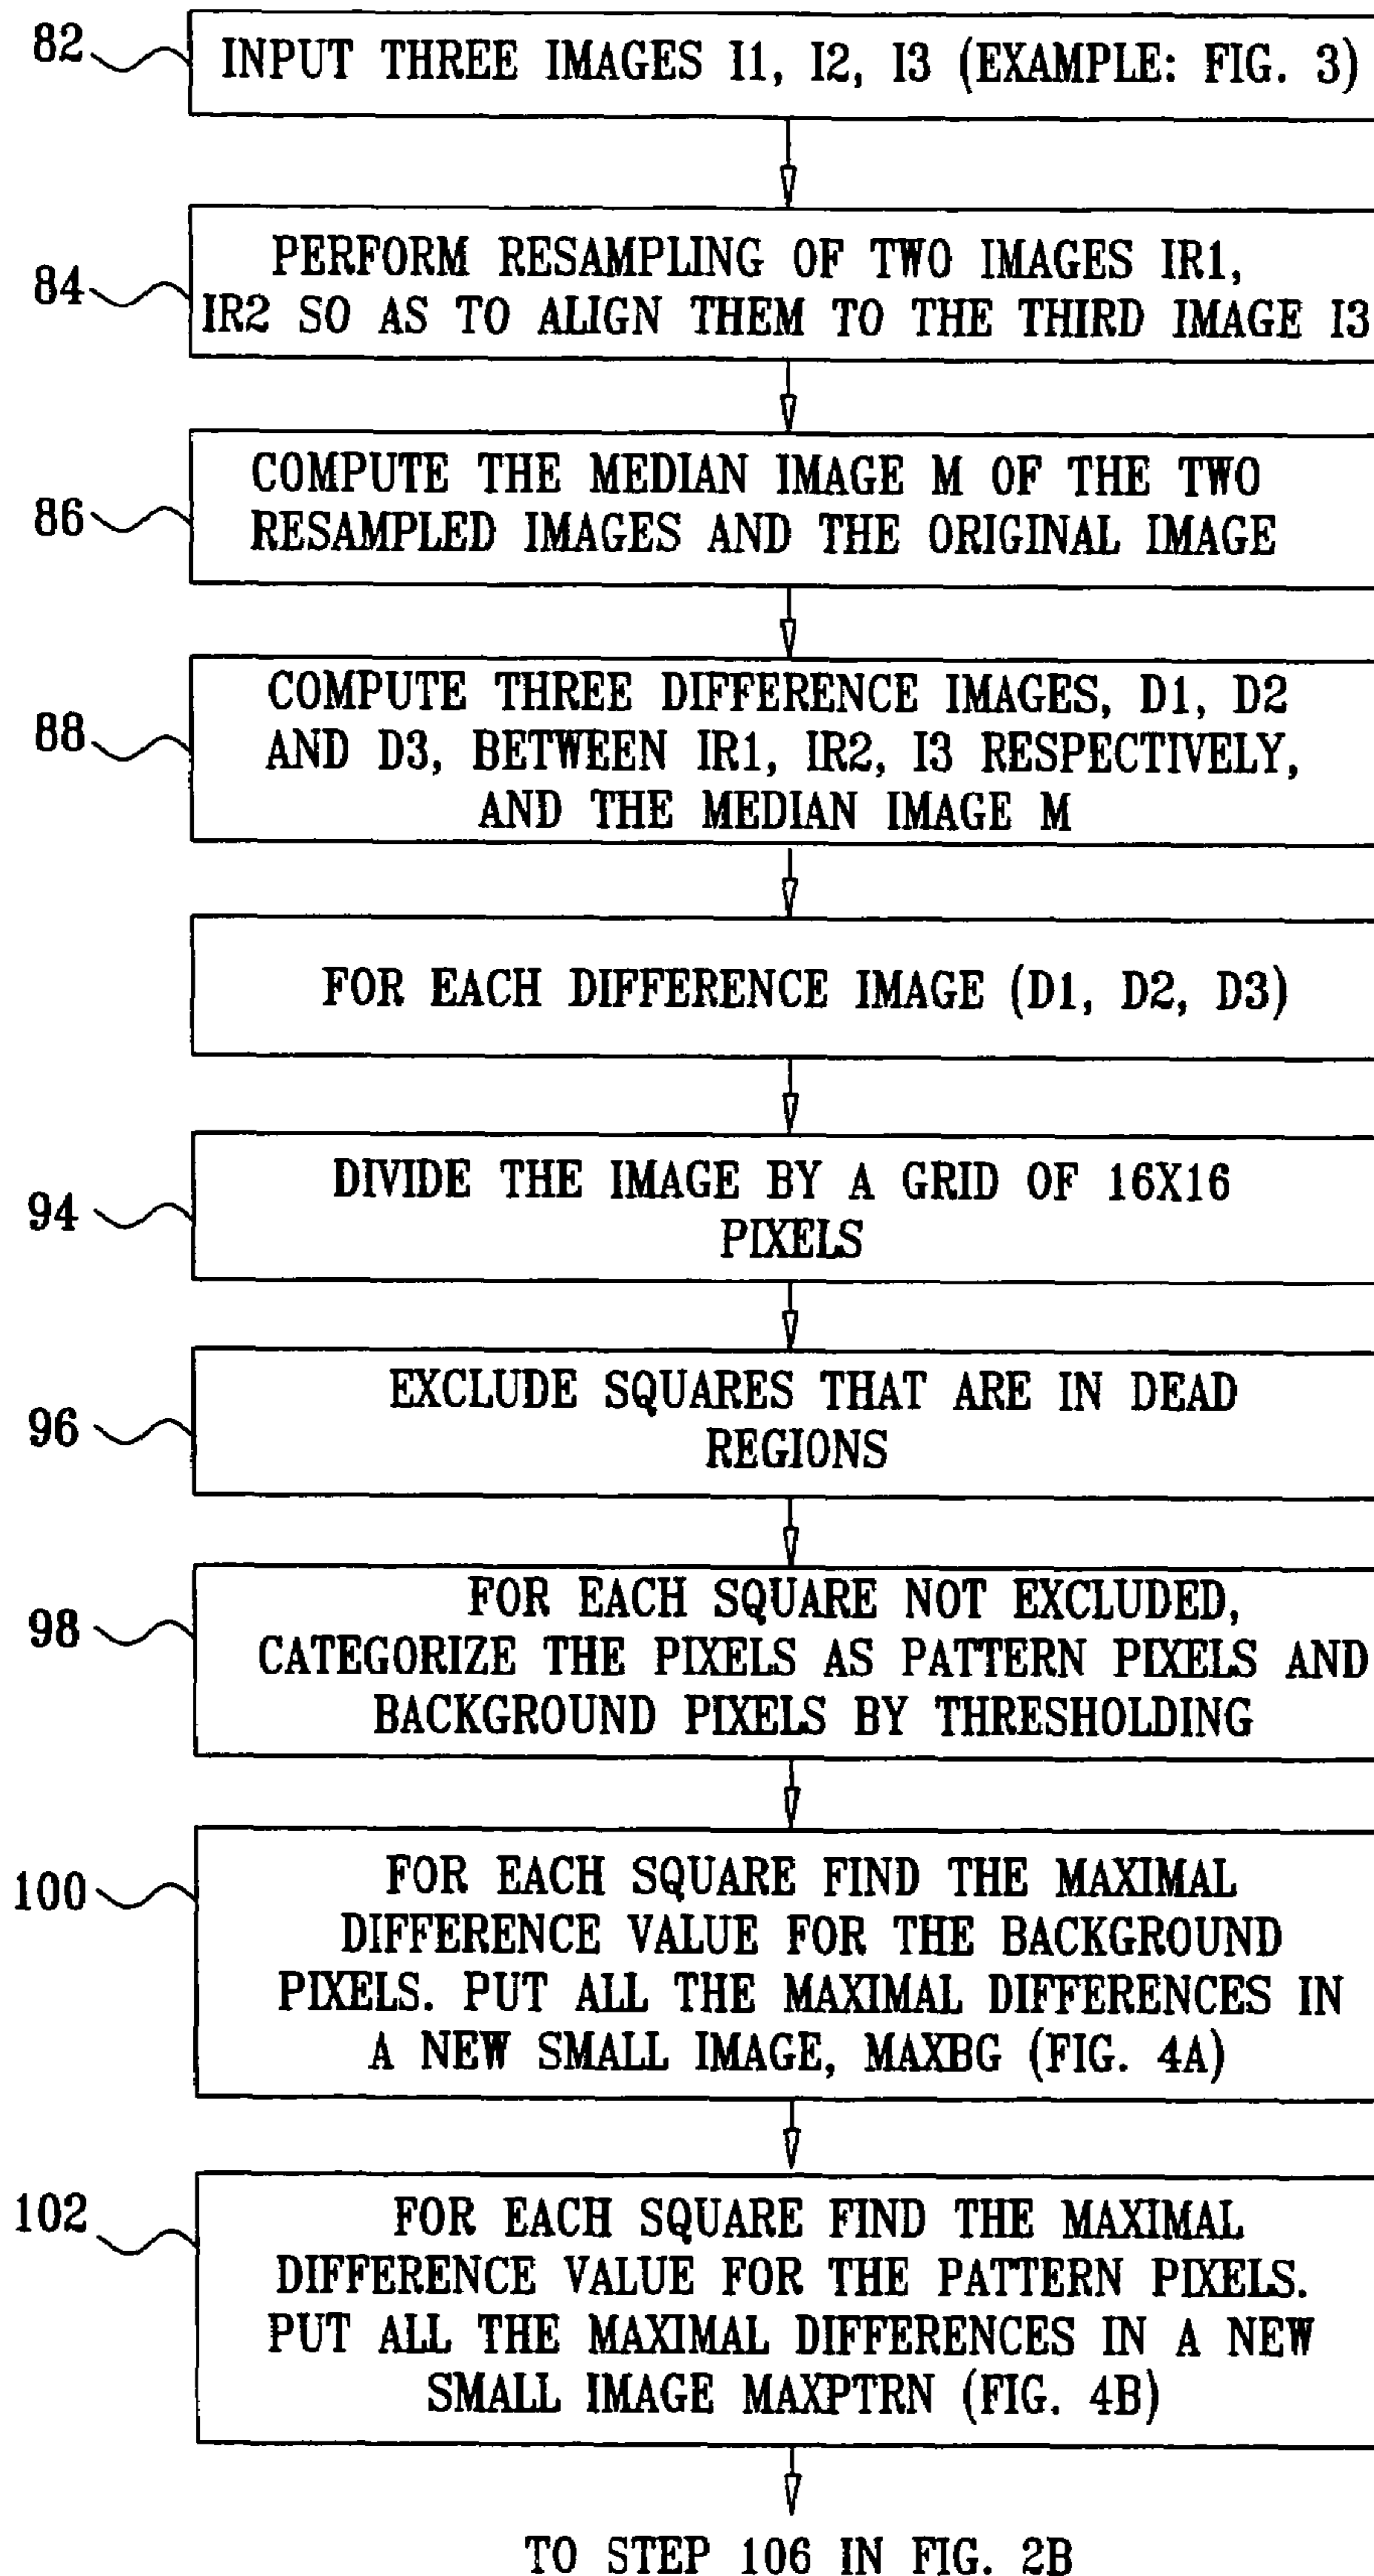 82
INPUT THREE IMAGES I1, I2, I3 (EXAMPLE: FIG. 3)
84
PERFORM RESAMPLING OF TWO IMAGES IR1,
IR2 SO AS TO ALIGN THEM TO THE THIRD IMAGE I3
86
COMPUTE THE MEDIAN IMAGE M OF THE TWO
RESAMPLED IMAGES AND THE ORIGINAL IMAGE
88
COMPUTE THREE DIFFERENCE IMAGES, D1, D2
AND D3, BETWEEN IR1, IR2, I3 RESPECTIVELY,
AND THE MEDIAN IMAGE M
FOR EACH DIFFERENCE IMAGE (D1, D2, D3)
94
DIVIDE THE IMAGE BY A GRID OF 16X16
PIXELS
96
EXCLUDE SQUARES THAT ARE IN DEAD
REGIONS
98
FOR EACH SQUARE NOT EXCLUDED,
CATEGORIZE THE PIXELS AS PATTERN PIXELS AND
BACKGROUND PIXELS BY THRESHOLDING
100
FOR EACH SQUARE FIND THE MAXIMAL
DIFFERENCE VALUE FOR THE BACKGROUND
PIXELS. PUT ALL THE MAXIMAL DIFFERENCES IN
A NEW SMALL IMAGE, MAXBG (FIG. 4A)
102
FOR EACH SQUARE FIND THE MAXIMAL
DIFFERENCE VALUE FOR THE PATTERN PIXELS.
PUT ALL THE MAXIMAL DIFFERENCES IN A NEW
SMALL IMAGE MAXPTRN (FIG. 4B)
TO STEP 106 IN FIG. 2B